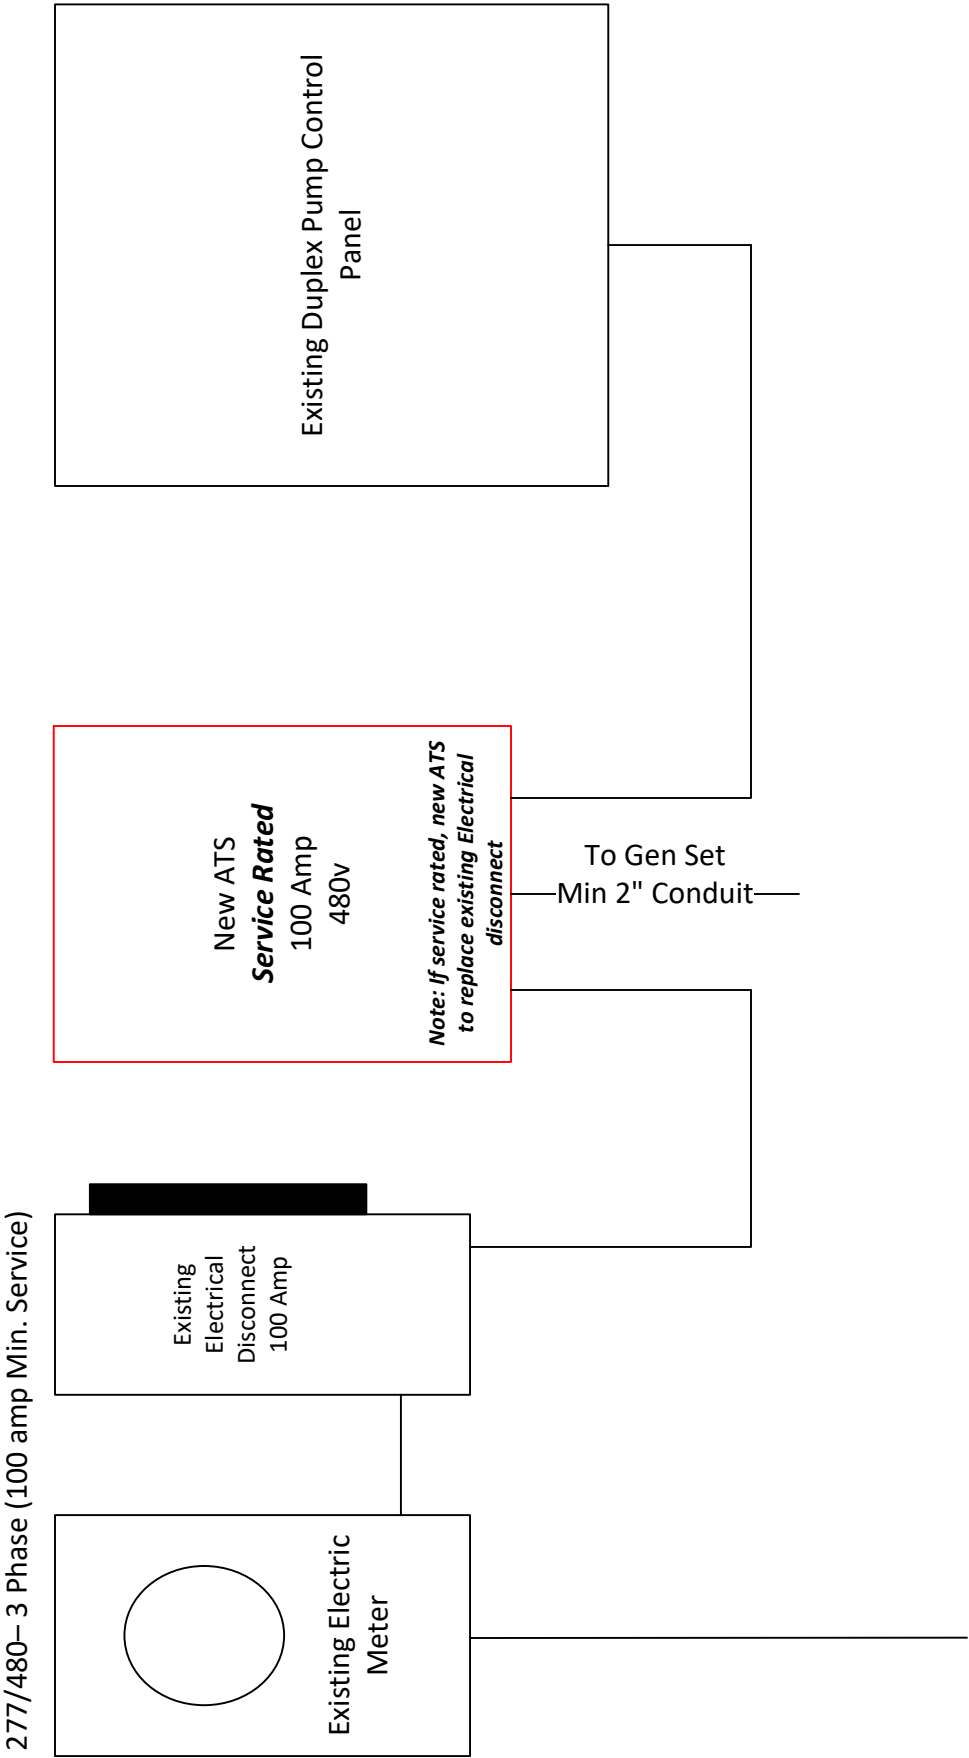 277/480– 3 Phase (100 amp Min. Service)
Existing Electric
Meter
Existing
Electrical
Disconnect
100 Amp
New ATS
Service Rated
100 Amp
480v
Note: If service rated, new ATS
to replace existing Electrical
disconnect
To Gen Set
Min 2" Conduit
Existing Duplex Pump Control
Panel